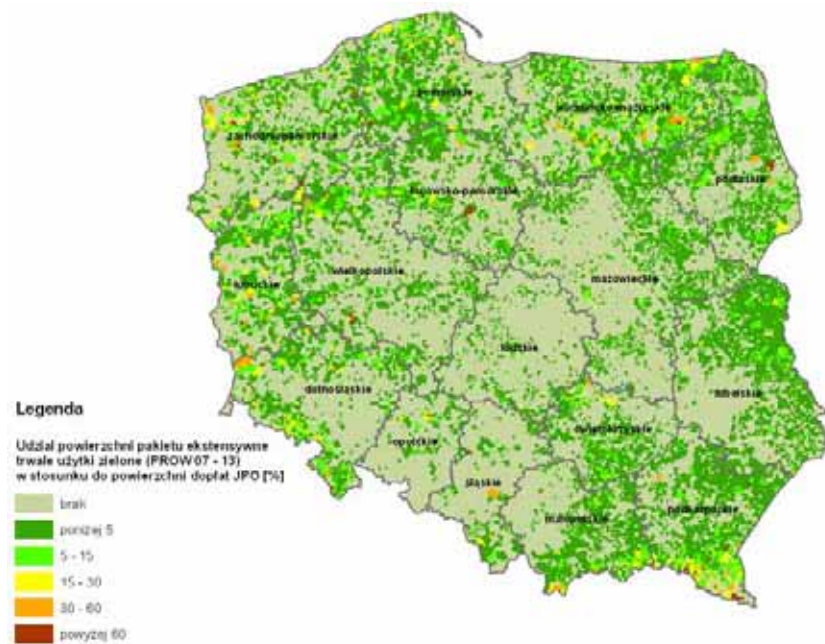 pomorskie
warmińsko-mazurskie
zachodniopomorskie
podlaskie
kujawsko-pomorskie
wielkopolskie
mazowieckie
lubuskie
łódzkie
dolnośląskie
lubelskie
opolskie
świętokrzyskie
śląskie
małopolskie
podkarpackie
Legenda
Udział powierzchni pakietu ekstensywne
trwałe użytki zielone (PROW 07 - 13)
w stosunku do powierzchni dopłat JPO [%]
brak
poniżej 5
5 - 15
15 - 30
30 - 60
powyżej 60